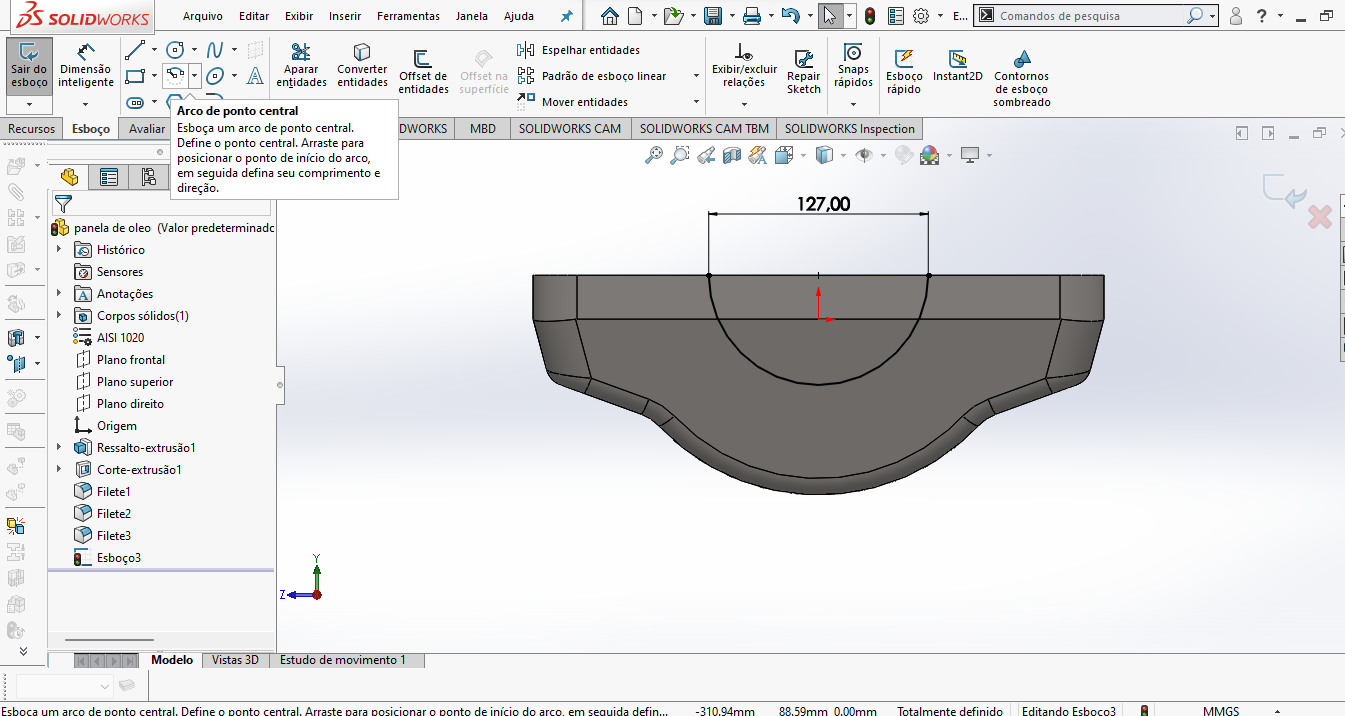 SOLIDWORKS
Arquivo Editar Exibir Inserir Ferramentas Janela Ajuda E... Comandos de pesquisa ?
Sair do esboço
Dimensão inteligente
Aparar entidades
Converter entidades
Offset de entidades
Offset na superfície
Espelhar entidades
Padrão de esboço linear
Mover entidades
Exibir/excluir relações
Repair Sketch
Snaps rápidos
Esboço rápido
Instant2D
Contornos de esboço sombreado
Recursos Esboço Avaliar DWORKS MBD SOLIDWORKS CAM SOLIDWORKS CAM TBM SOLIDWORKS Inspection
Arco de ponto central
Esboça um arco de ponto central.
Define o ponto central. Arraste para
posicionar o ponto de início do arco,
em seguida defina seu comprimento e
direção.
panela de oleo (Valor predeterminado
Histórico
Sensores
Anotações
Corpos sólidos(1)
AISI 1020
Plano frontal
Plano superior
Plano direito
Origem
Ressalto-extrusão1
Corte-extrusão1
Filete1
Filete2
Filete3
Esboço3
127,00
Y
Z
Modelo Vistas 3D Estudo de movimento 1
Esboça um arco de ponto central. Define o ponto central. Arraste para posicionar o ponto de início do arco, em seguida defin... -310.94mm 88.59mm 0.00mm Totalmente definido Editando Esboço3 MMGS